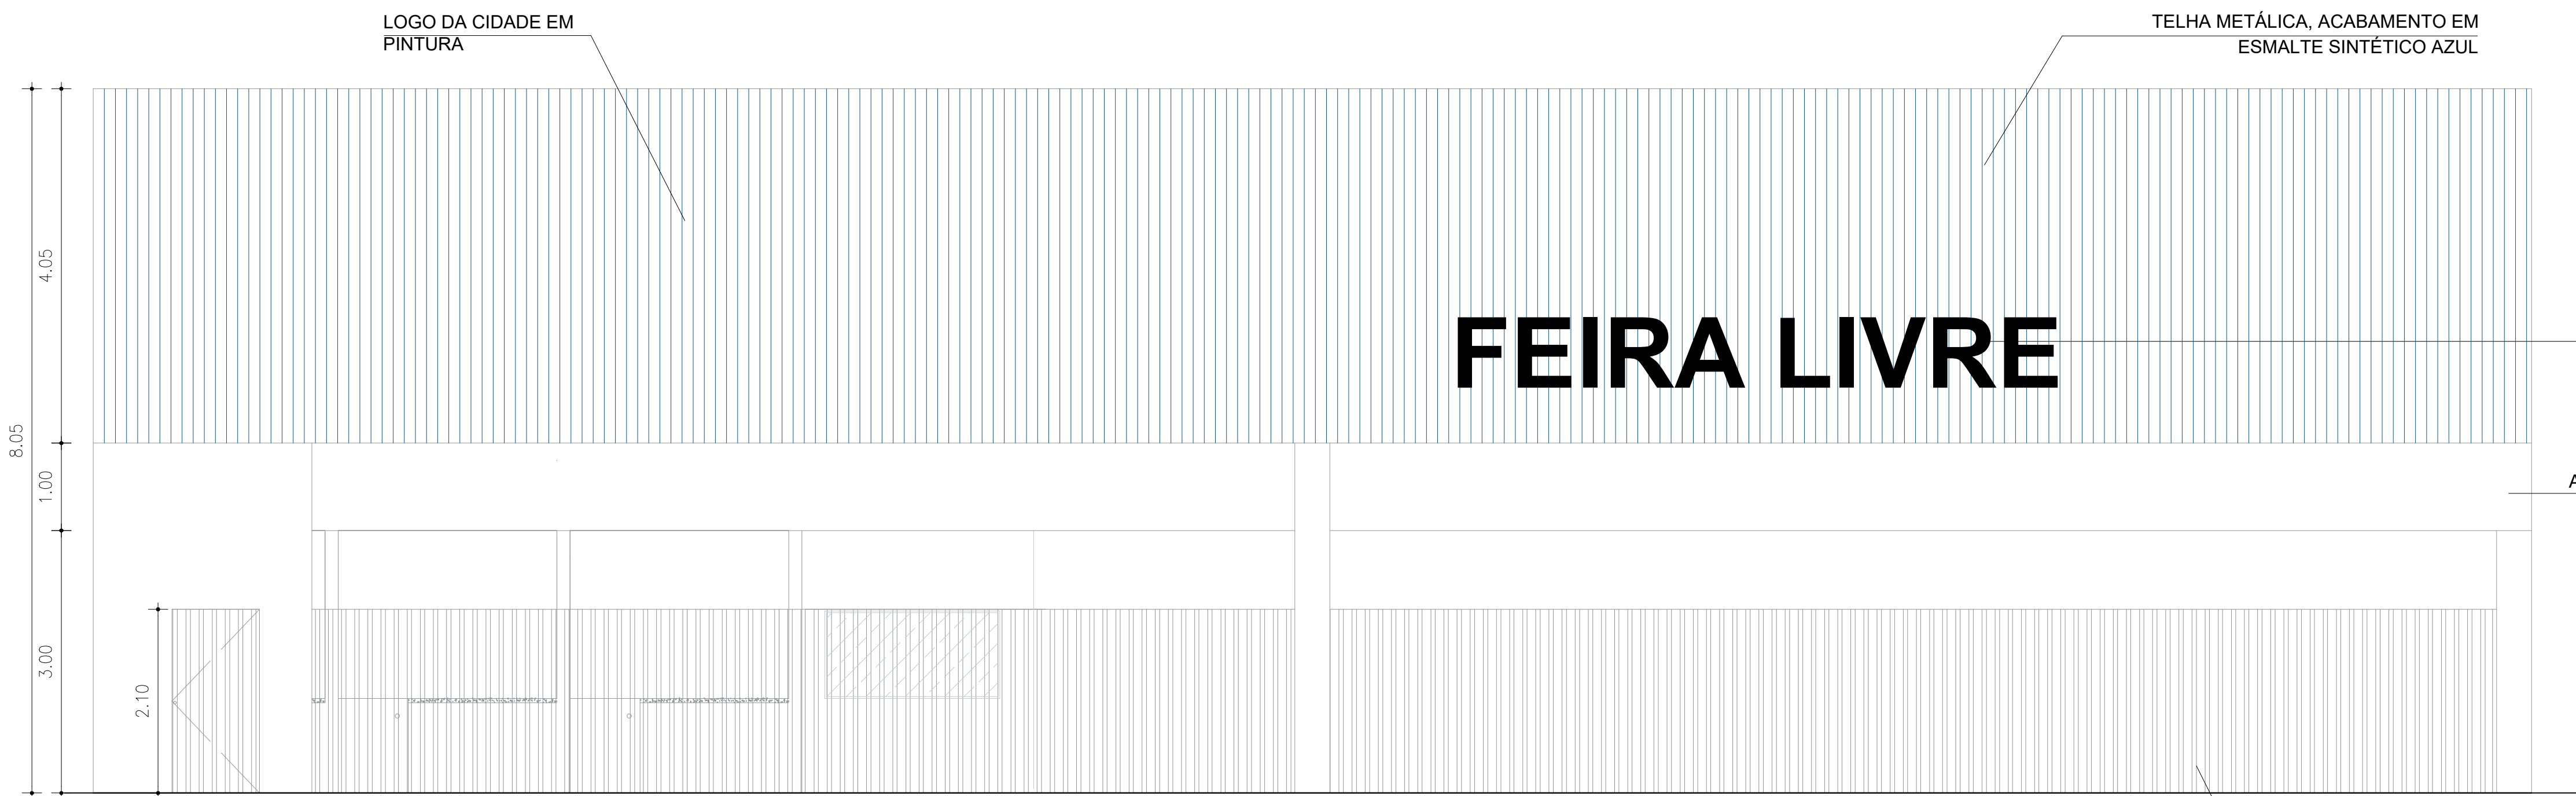 LOGO DA CIDADE EM
PINTURA
TELHA METÁLICA, ACABAMENTO EM
ESMALTE SINTÉTICO AZUL
4.05
FEIRA LIVRE
8.05
1.00
A
3.00
2.10